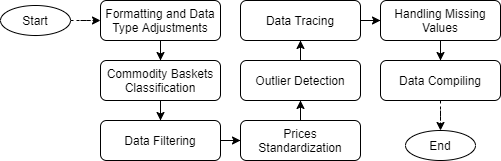 Start
Formatting and Data
Type Adjustments
Commodity Baskets
Classification
Data Filtering
Prices
Standardization
Outlier Detection
Data Tracing
Handling Missing
Values
Data Compiling
End